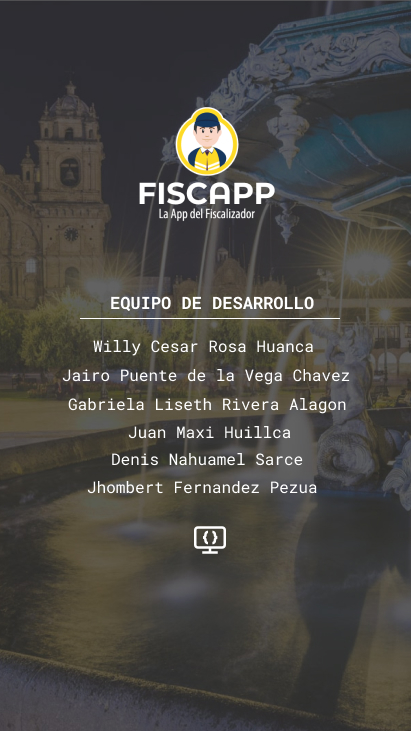 FISCAPP
La App del Fiscalizador
EQUIPO DE DESARROLLO
Willy Cesar Rosa Huanca
Jairo Puente de la Vega Chavez
Gabriela Liseth Rivera Alagon
Juan Maxi Huillca
Denis Nahuamel Sarce
Jhombert Fernandez Pezua